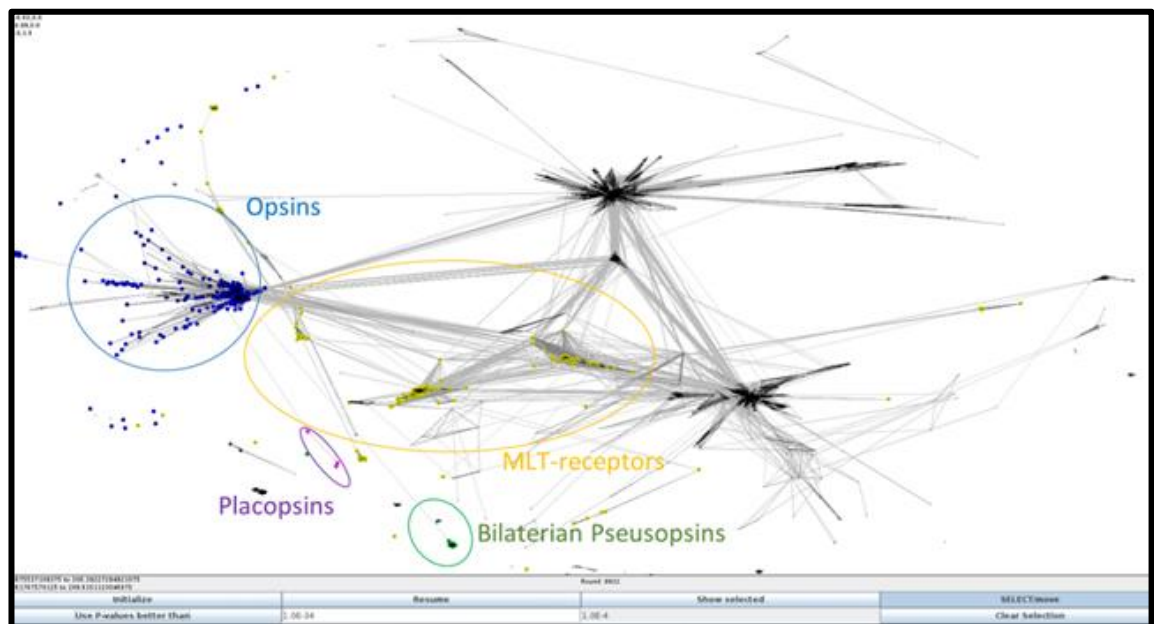 Opsins
MLT-receptors
Placopsins
Bilaterian Pseusopsins
Initialize
Resume
Show selected
SELECT/move
Use P-values better than
1.0E-4
Clear Selection